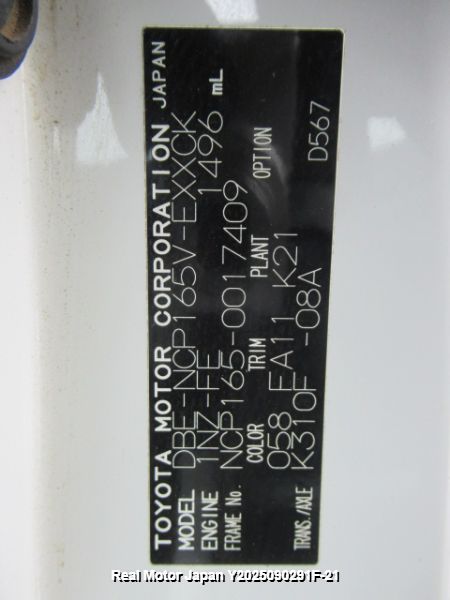 TOYOTA MOTOR CORPORATION JAPAN
MODEL DBE-NCP165V-EXXCK
ENGINE 1NZ-FE 1496 mL
FRAME No. NCP165-0017409
COLOR TRIM PLANT OPTION
058 FA11 K21
TRANS./AXLE K310F -08A D567
Real Motor Japan Y2025090291F-21